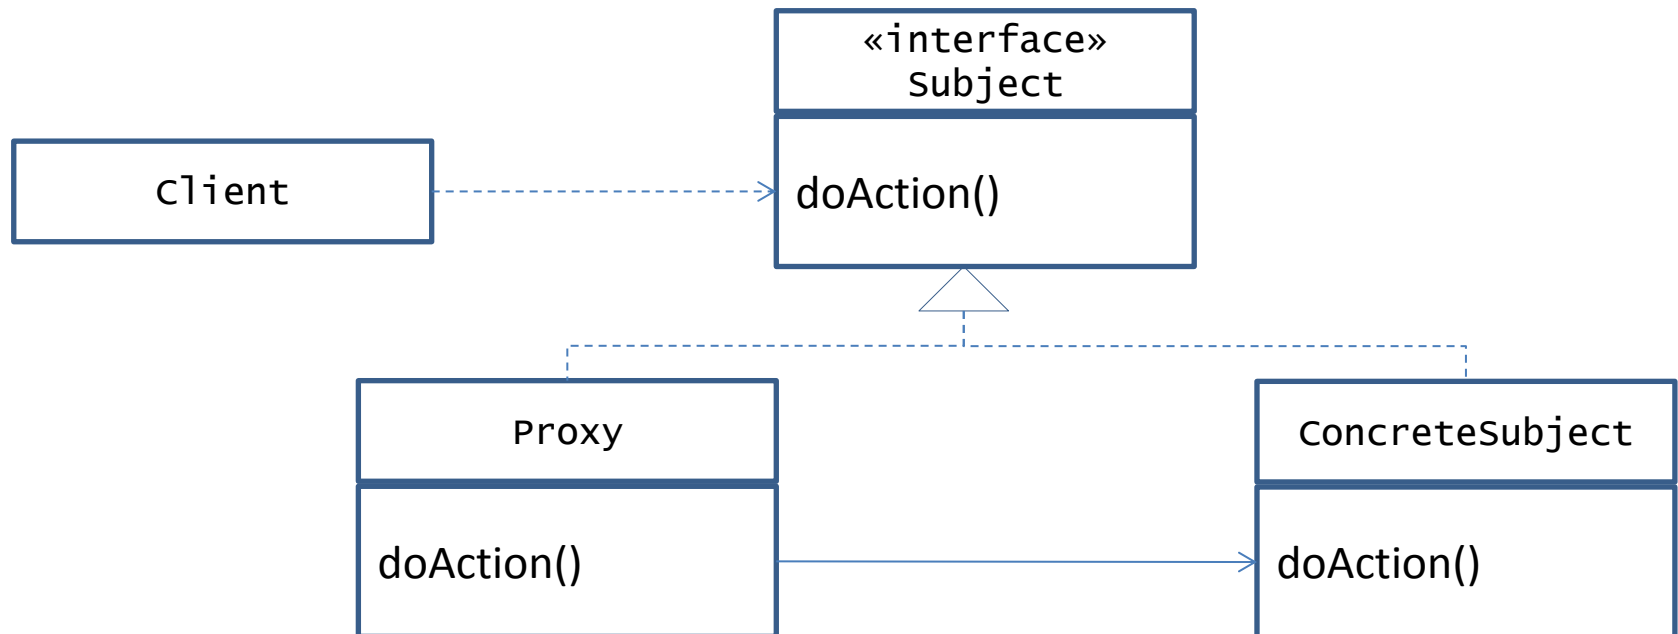 «interface»
Subject
Client
doAction()
Proxy
ConcreteSubject
doAction()
doAction()